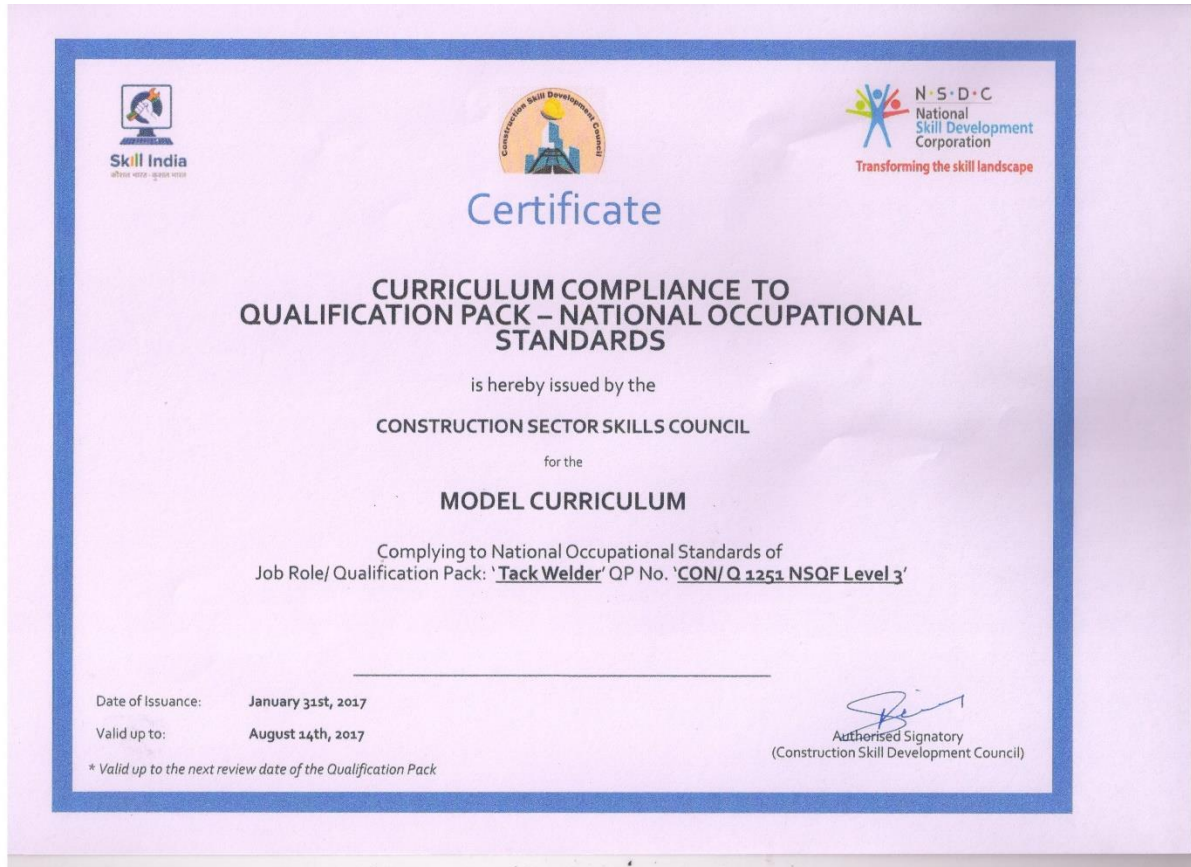 Skill India
कौशल भारत - कुशल भारत
Construction Skill Development Council
N·S·D·C
National
Skill Development
Corporation
Transforming the skill landscape
Certificate
CURRICULUM COMPLIANCE TO
QUALIFICATION PACK – NATIONAL OCCUPATIONAL
STANDARDS
is hereby issued by the
CONSTRUCTION SECTOR SKILLS COUNCIL
for the
MODEL CURRICULUM
Complying to National Occupational Standards of
Job Role/ Qualification Pack: ‘Tack Welder’ QP No. ‘CON/ Q 1251 NSQF Level 3’
Date of Issuance: January 31st, 2017
Valid up to: August 14th, 2017
* Valid up to the next review date of the Qualification Pack
Authorised Signatory
(Construction Skill Development Council)